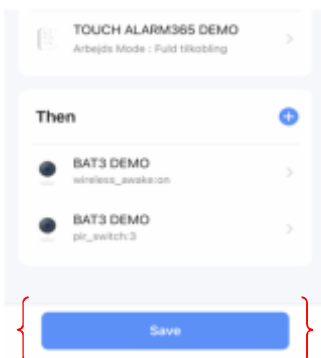 TOUCH ALARM365 DEMO
Arbejds Mode : Fuld tilkobling
Then
BAT3 DEMO
wireless_awake:on
BAT3 DEMO
pir_switch:3
Save